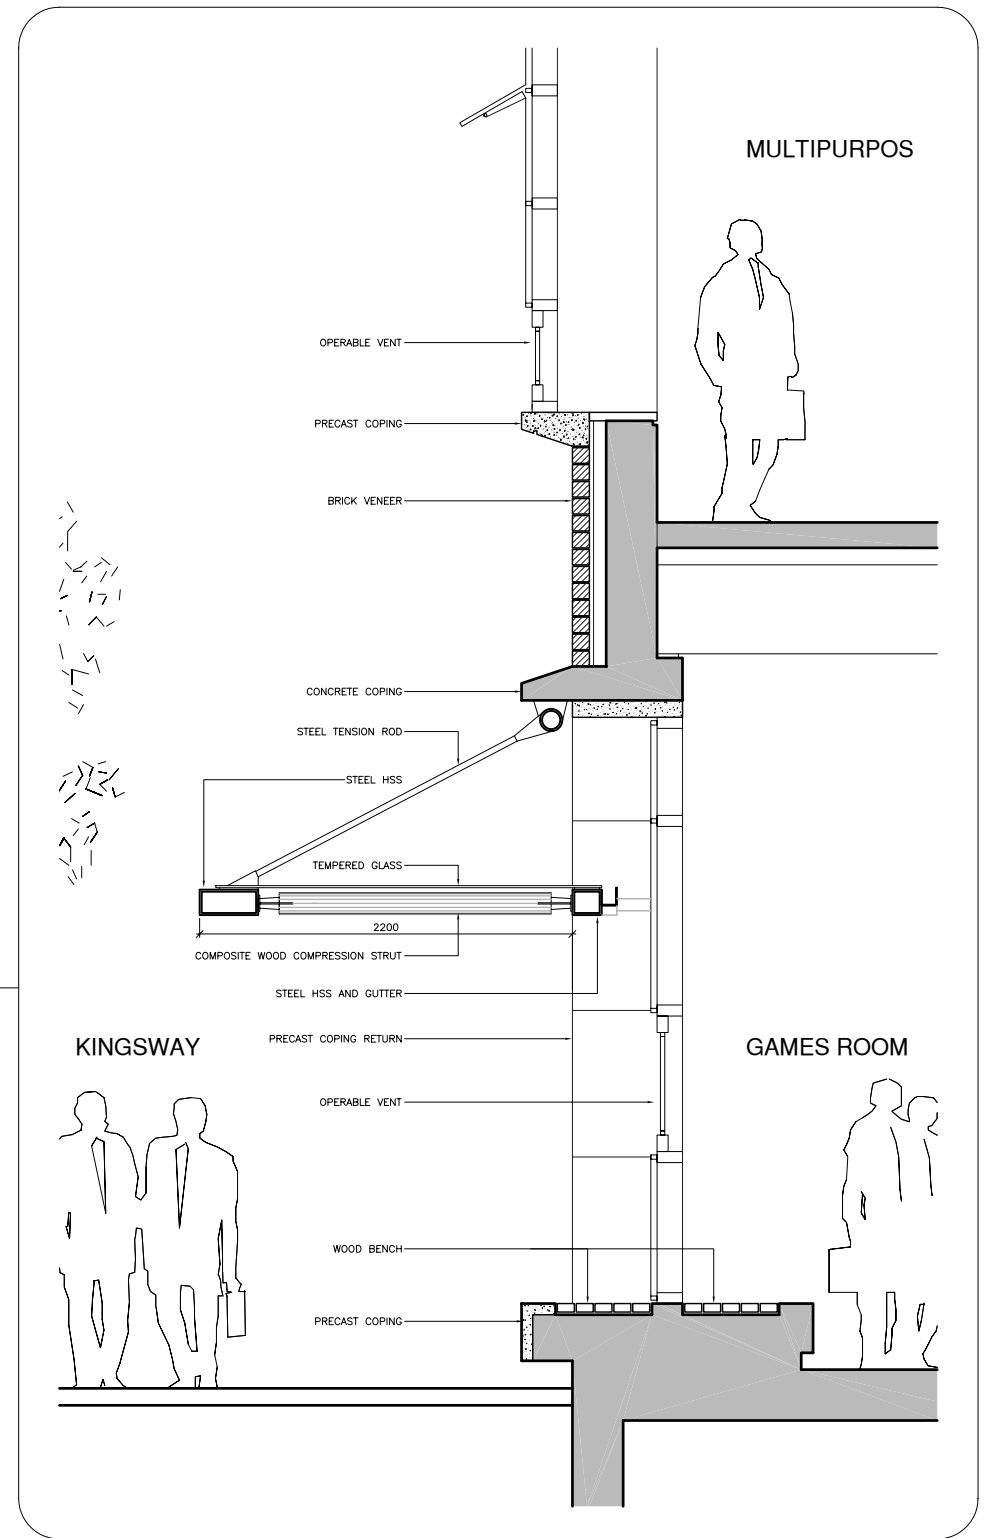 MULTIPURPOS
OPERABLE VENT
PRECAST COPING
BRICK VENEER
CONCRETE COPING
STEEL TENSION ROD
STEEL HSS
TEMPERED GLASS
2200
COMPOSITE WOOD COMPRESSION STRUT
STEEL HSS AND GUTTER
PRECAST COPING RETURN
KINGSWAY
GAMES ROOM
OPERABLE VENT
WOOD BENCH
PRECAST COPING